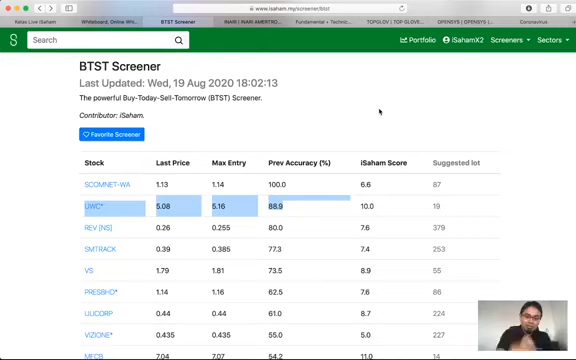 www.isaham.my/screener/btst
Kelas Live iSaham
Whiteboard, Online Whi...
BTST Screener
INARI | INARI AMERTRO...
Fundamental + Technic...
TOPGLOV | TOP GLOVE...
OPENSYS | OPENSYS (...
Coronavirus
S
Search
Portfolio
iSahamX2
Screeners
Sectors
BTST Screener
Last Updated: Wed, 19 Aug 2020 18:02:13
The powerful Buy-Today-Sell-Tomorrow (BTST) Screener.
Contributor: iSaham.
Favorite Screener
Stock Last Price Max Entry Prev Accuracy (%) iSaham Score Suggested lot
SCOMNET-WA 1.13 1.14 100.0 6.6 87
UWC* 5.08 5.16 88.9 10.0 19
REV [NS] 0.26 0.255 80.0 7.6 379
SMTRACK 0.39 0.385 77.3 7.4 253
VS 1.79 1.81 73.5 8.9 55
PRESBHD* 1.14 1.16 62.5 7.6 86
ULICORP 0.44 0.44 61.0 8.7 224
VIZIONE* 0.435 0.435 55.0 5.0 227
MFCB 7.04 7.07 54.2 11.0 14